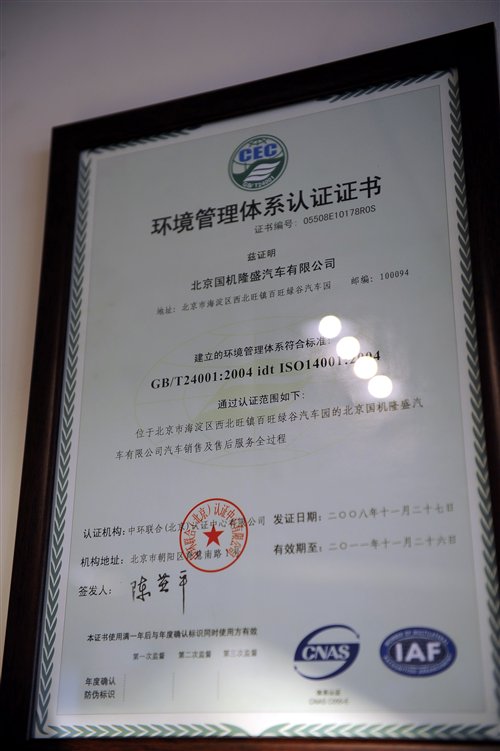 CEC
GB/T24001
环境管理体系认证证书
证书编号: 05508E10178R0S
兹证明
北京国机隆盛汽车有限公司
地址: 北京市海淀区西北旺镇百旺绿谷汽车园 邮编: 100094
建立的环境管理体系符合标准:
GB/T24001:2004 idt ISO14001:2004
通过认证范围如下:
位于北京市海淀区西北旺镇百旺绿谷汽车园的北京国机隆盛汽
车有限公司汽车销售及售后服务全过程
认证机构: 中环联合(北京)认证中心有限公司 发证日期: 二〇〇八年十一月二十七日
机构地址: 北京市朝阳区 南路 有效期至: 二〇一一年十一月二十六日
签发人:
本证书使用满一年后与年度确认标识同时使用方有效
第一次监督 第二次监督 第三次监督
年度确认
防伪标识
CNAS
IAF